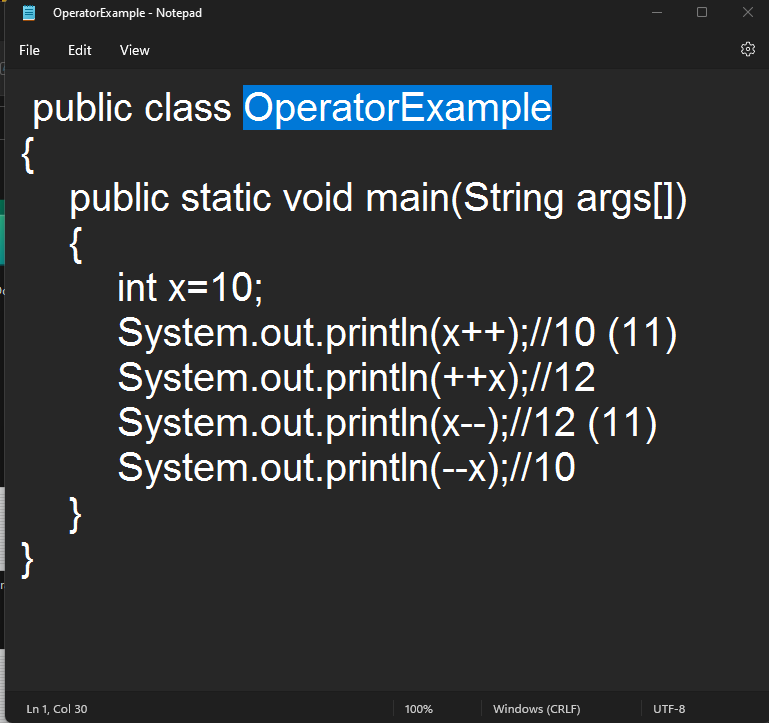 OperatorExample - Notepad
File Edit View
public class OperatorExample
{
public static void main(String args[])
{
int x=10;
System.out.println(x++);//10 (11)
System.out.println(++x);//12
System.out.println(x--);//12 (11)
System.out.println(--x);//10
}
}
Ln 1, Col 30 100% Windows (CRLF) UTF-8